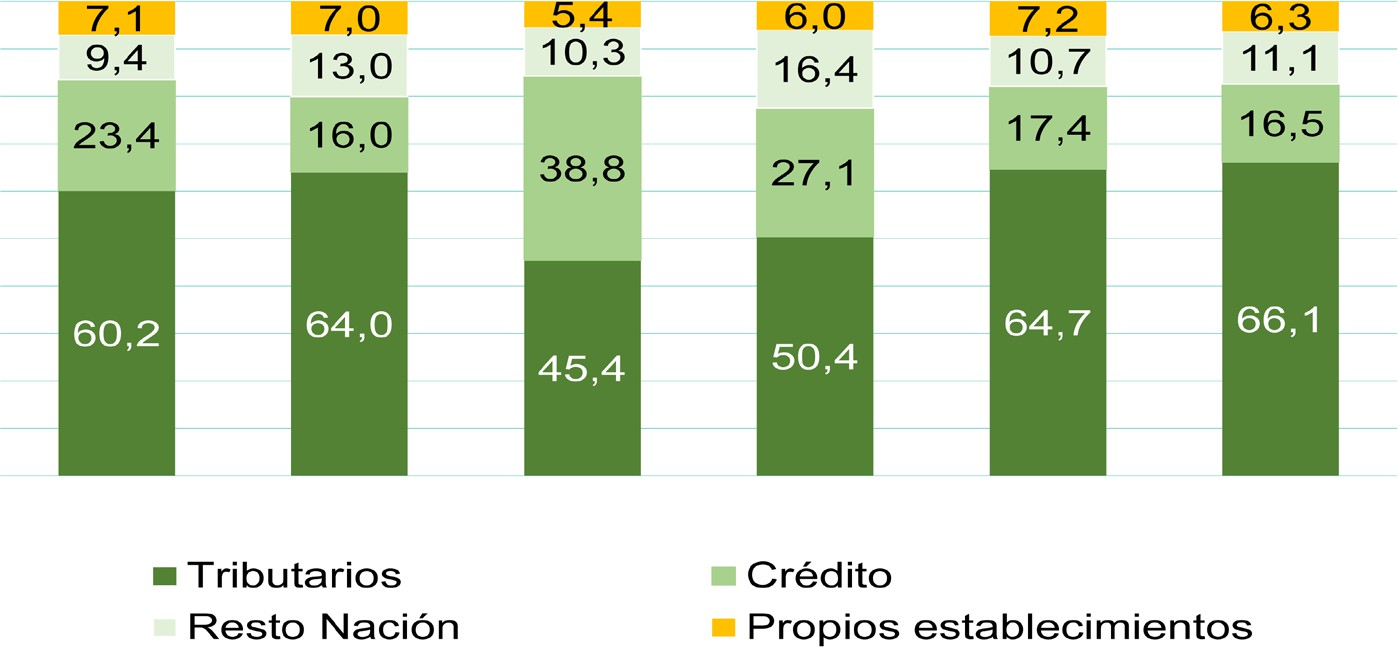 7,1 7,0 5,4 6,0 7,2 6,3
9,4 13,0 10,3 16,4 10,7 11,1
23,4 16,0 38,8 27,1 17,4 16,5
60,2 64,0 45,4 50,4 64,7 66,1
Tributarios Crédito
Resto Nación Propios establecimientos